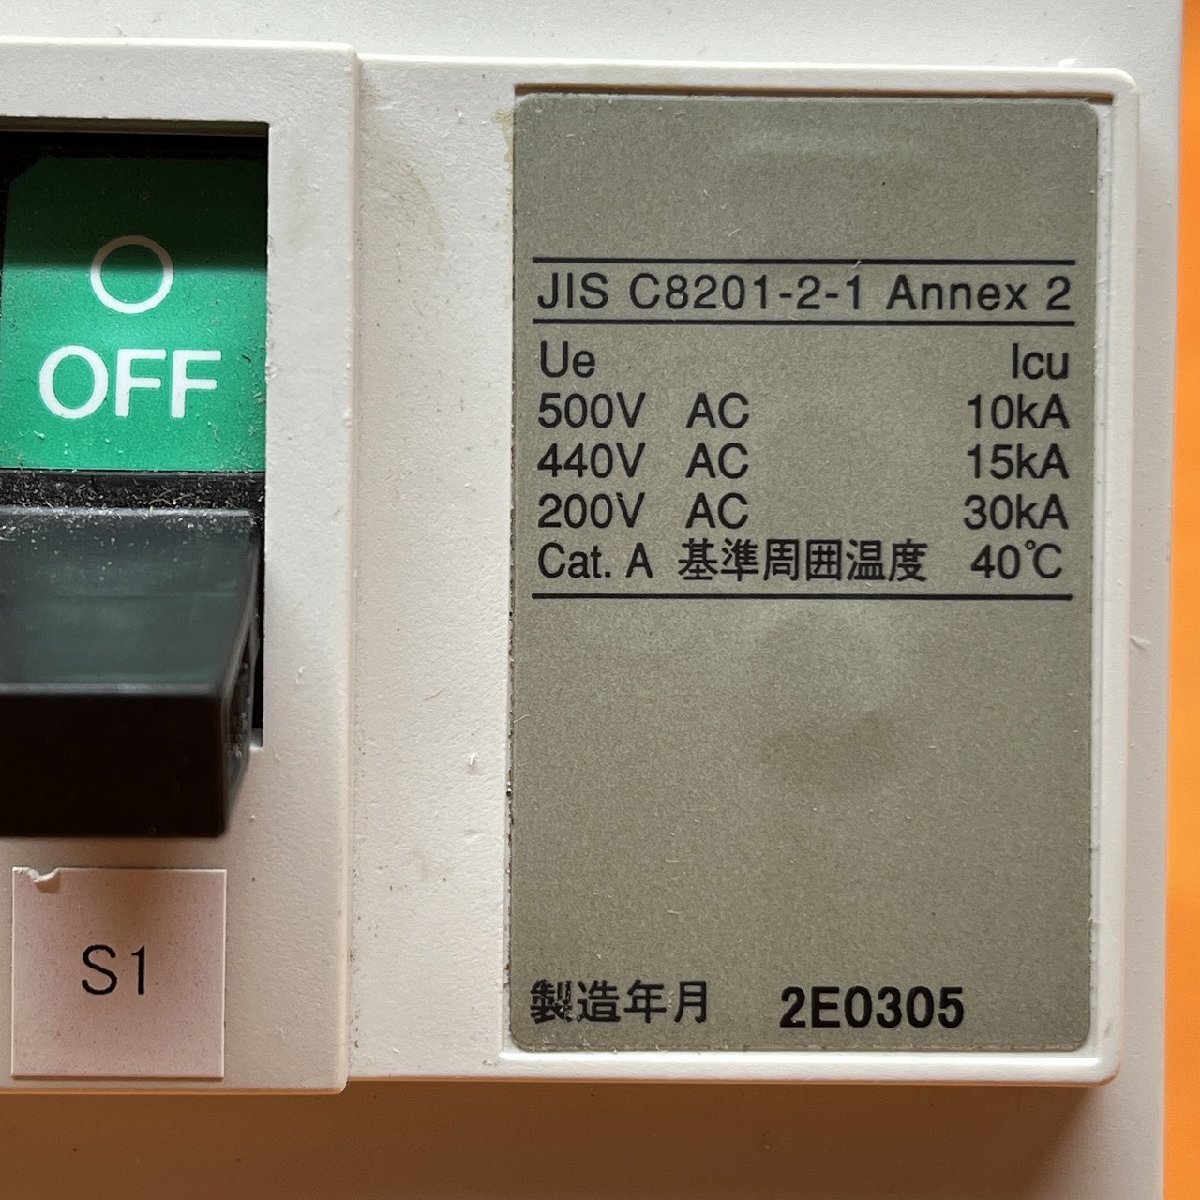 OFF
S1
JIS C8201-2-1 Annex 2
Ue Icu
500V AC 10kA
440V AC 15kA
200V AC 30kA
Cat. A 基準周囲温度 40℃
製造年月 2E0305